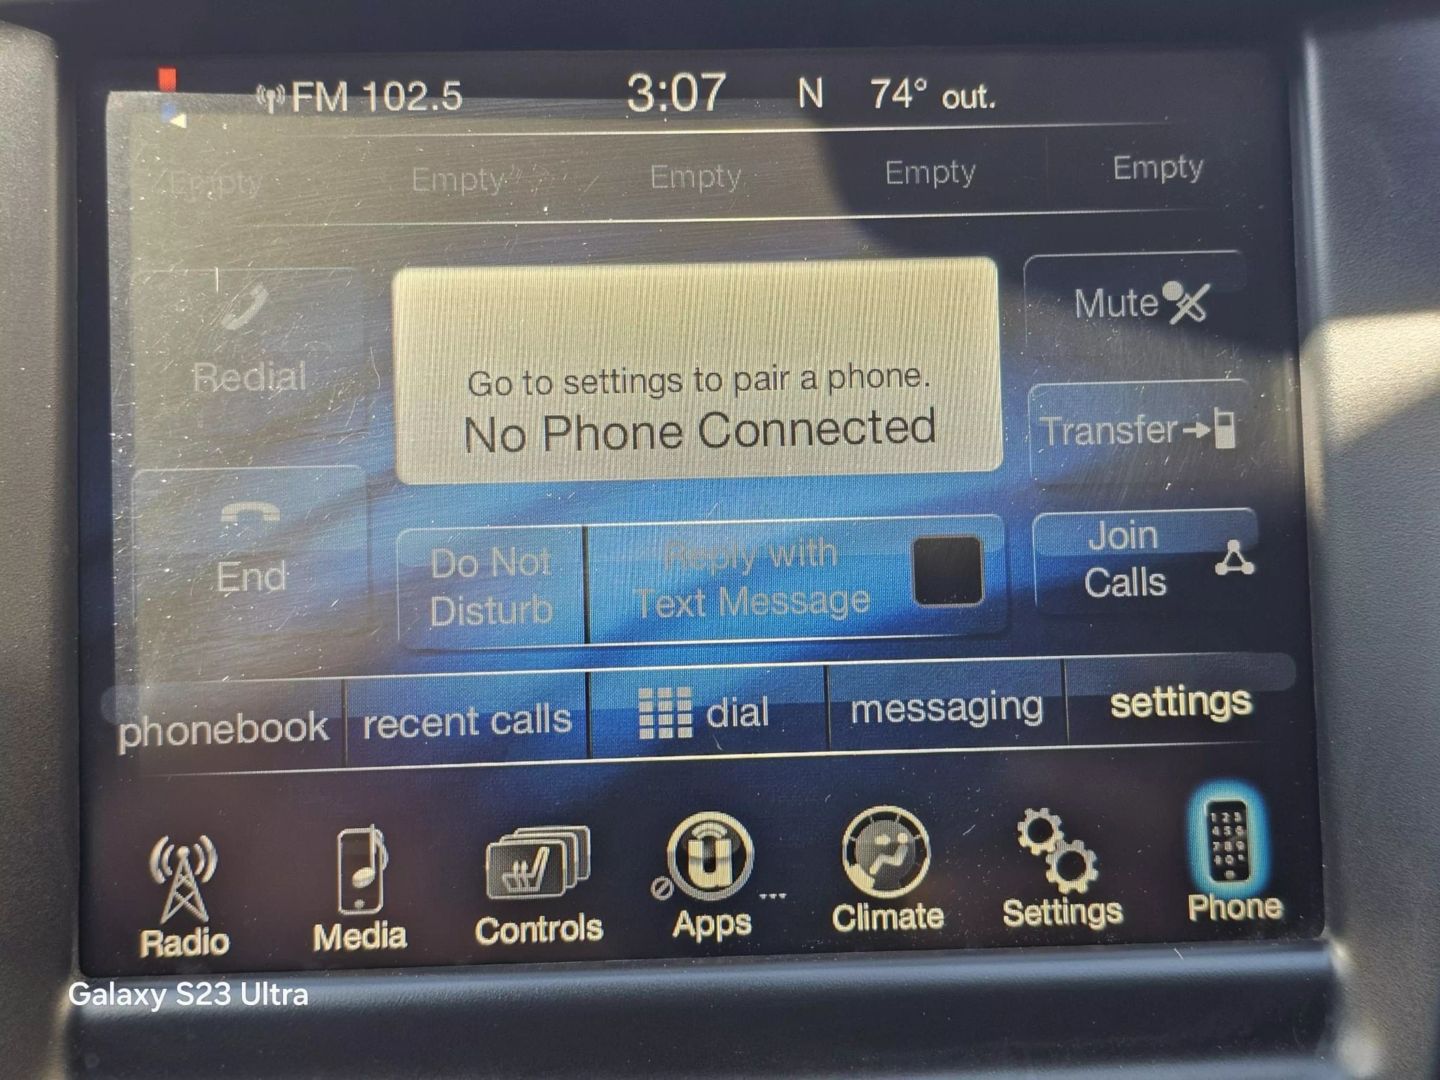 FM 102.5 3:07 N 74° out.
Empty Empty Empty Empty Empty
Redial
Go to settings to pair a phone.
No Phone Connected
Mute
Transfer
End
Do Not
Disturb
Reply with
Text Message
Join
Calls
phonebook recent calls dial messaging settings
Radio Media Controls Apps ... Climate Settings Phone
Galaxy S23 Ultra